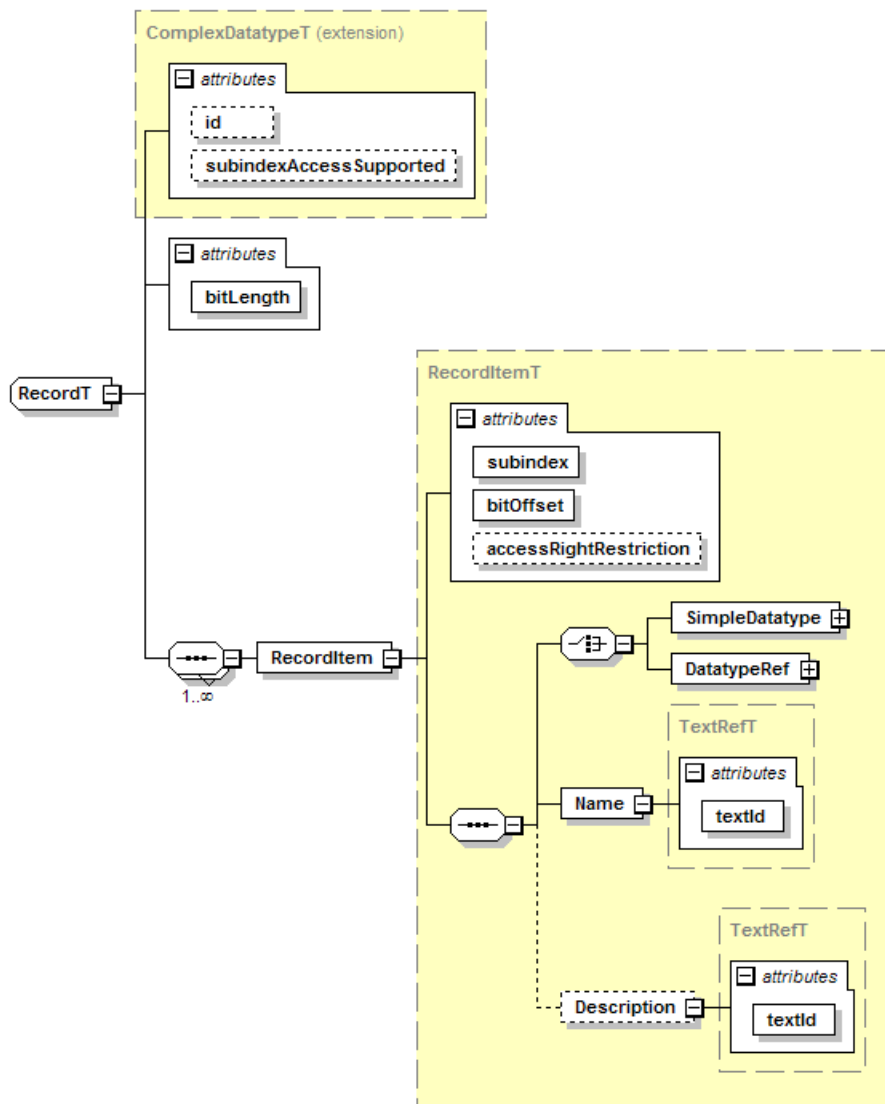 ComplexDatatypeT (extension)
attributes
id
subindexAccessSupported
attributes
bitLength
RecordT
1..∞
RecordItem
RecordItemT
attributes
subindex
bitOffset
accessRightRestriction
SimpleDatatype
DatatypeRef
Name
TextRefT
attributes
textId
Description
TextRefT
attributes
textId